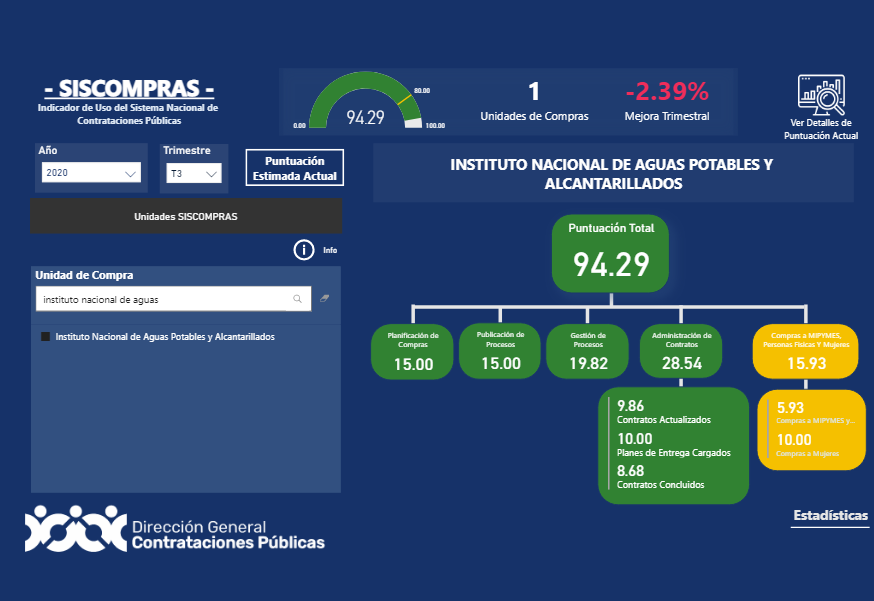 - SISCOMPRAS -
Indicador de Uso del Sistema Nacional de
Contrataciones Públicas
0.00
94.29
80.00
100.00
1
Unidades de Compras
-2.39%
Mejora Trimestral
Ver Detalles de
Puntuación Actual
Año
2020
Trimestre
T3
Puntuación
Estimada Actual
Unidades SISCOMPRAS
Info
Unidad de Compra
instituto nacional de aguas
Instituto Nacional de Aguas Potables y Alcantarillados
INSTITUTO NACIONAL DE AGUAS POTABLES Y
ALCANTARILLADOS
Puntuación Total
94.29
Planificación de
Compras
15.00
Publicación de
Procesos
15.00
Gestión de
Procesos
19.82
Administración de
Contratos
28.54
Compras a MIPYMES,
Personas Físicas Y Mujeres
15.93
9.86
Contratos Actualizados
10.00
Planes de Entrega Cargados
8.68
Contratos Concluidos
5.93
Compras a MIPYMES y...
10.00
Compras a Mujeres
Estadísticas
Dirección General
Contrataciones Públicas